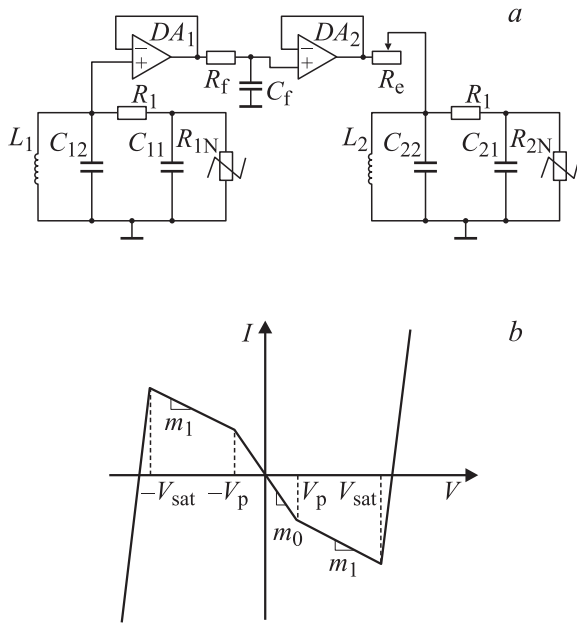 a
DA1 DA2
− + − +
Rf Cf Re
L1 C12 R1 C11 R1N
L2 C22 R1 C21 R2N
b
I
m1
−Vsat −Vp Vp Vsat V
m0
m1